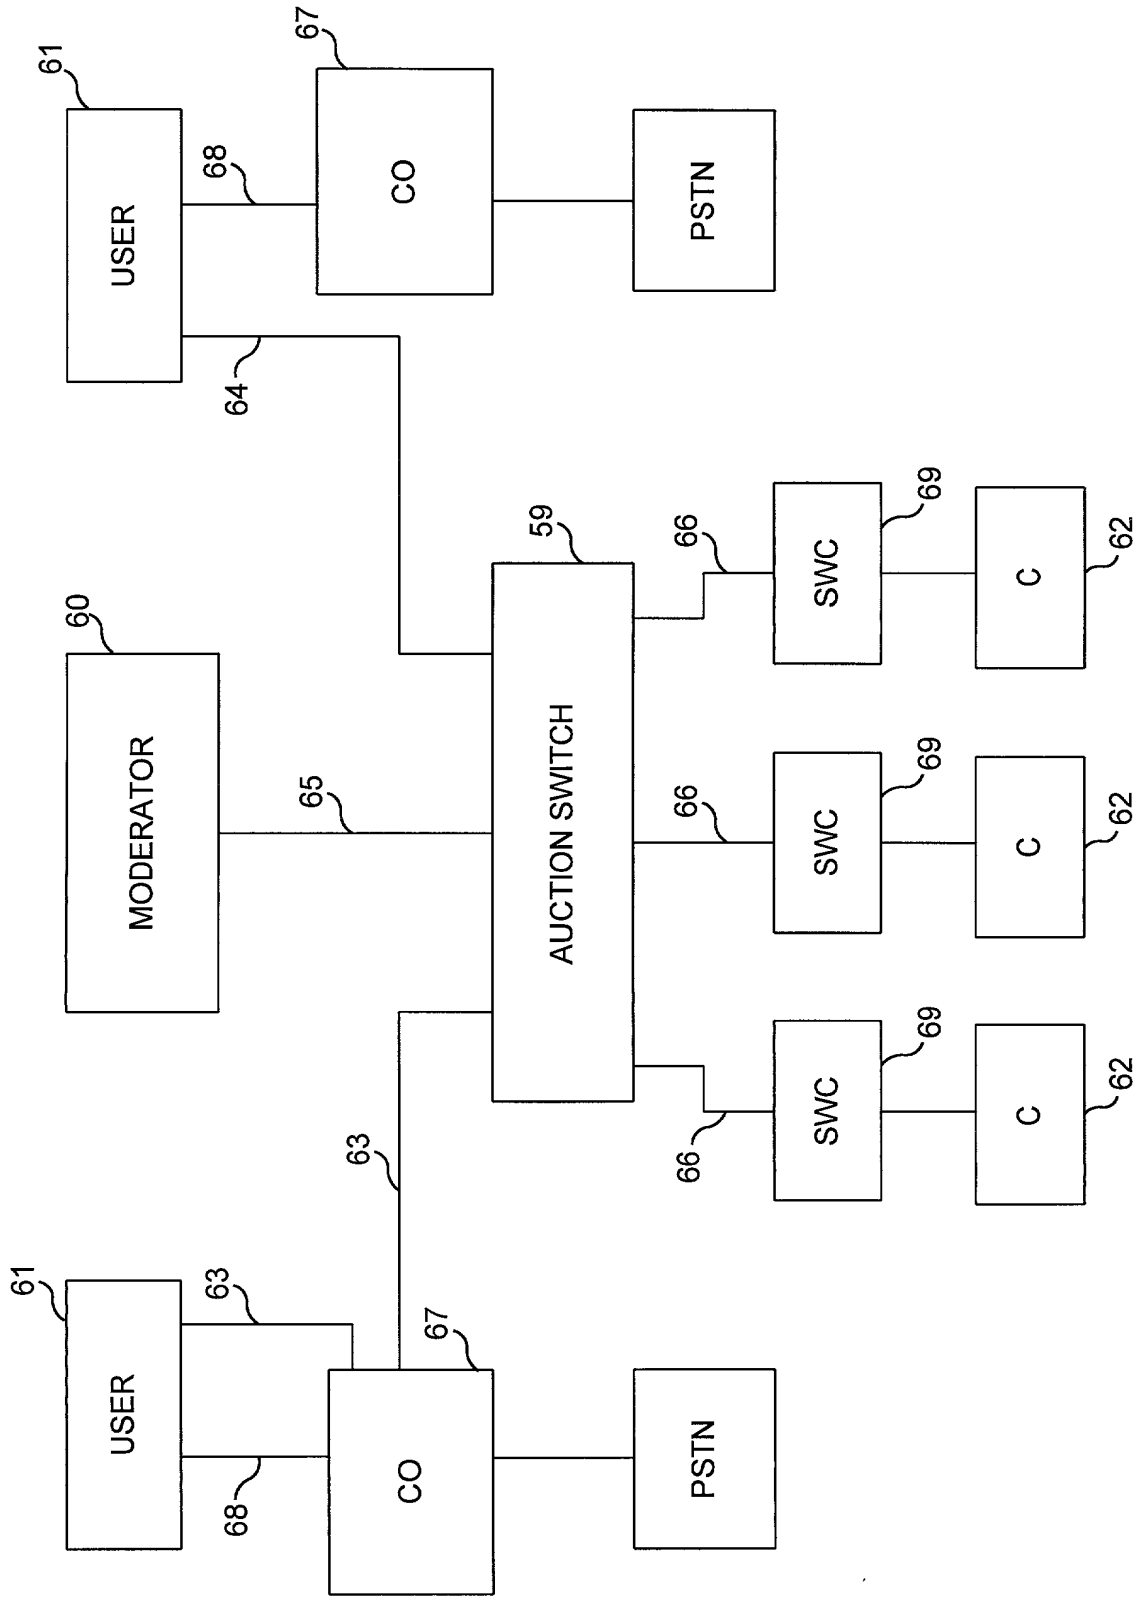 61
61
60
USER
MODERATOR
USER
68
63
65
64
68
67
63
CO
67
CO
59
AUCTION SWITCH
PSTN
66
66
66
PSTN
SWC
SWC
SWC
69
69
69
C
C
C
62
62
62